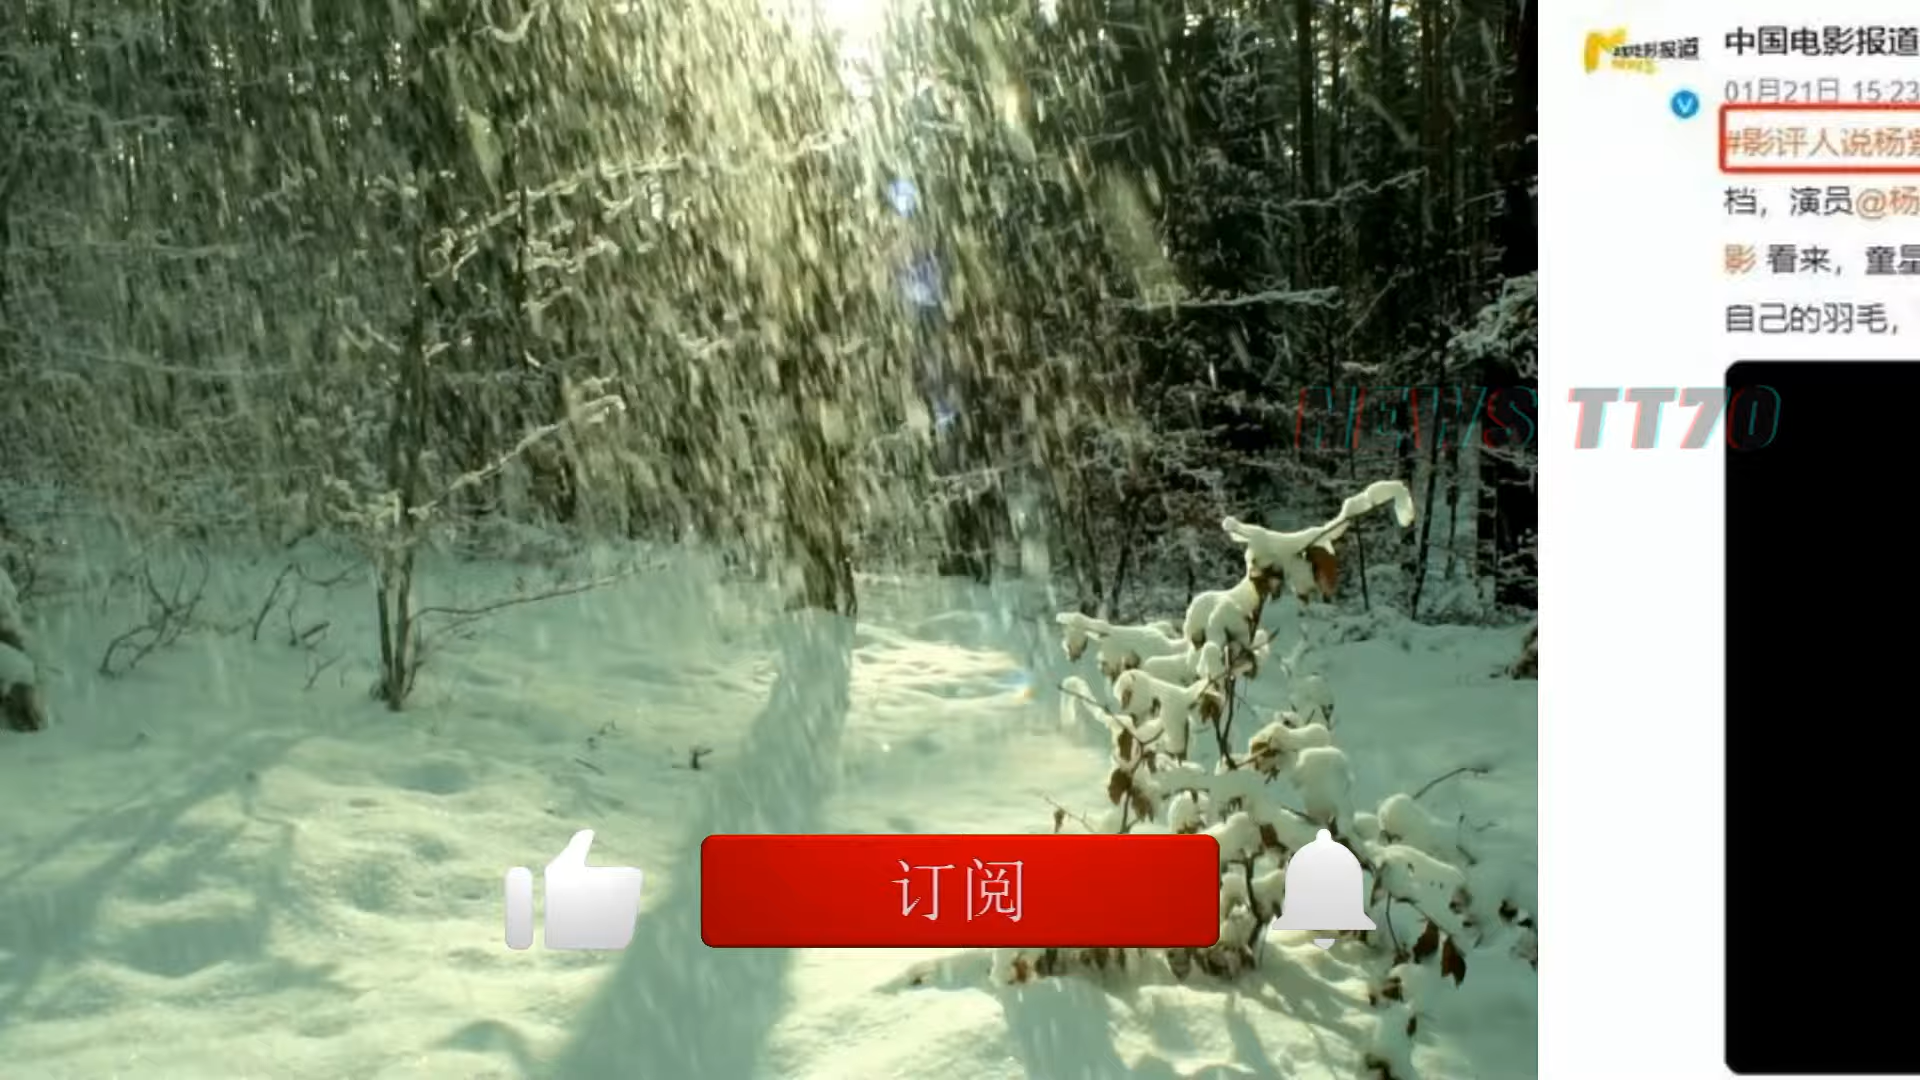 中国电影报道
01月21日 15:23
#影评人说杨紫
档，演员@杨
影 看来，童星
自己的羽毛，
NEWS TT70
订阅